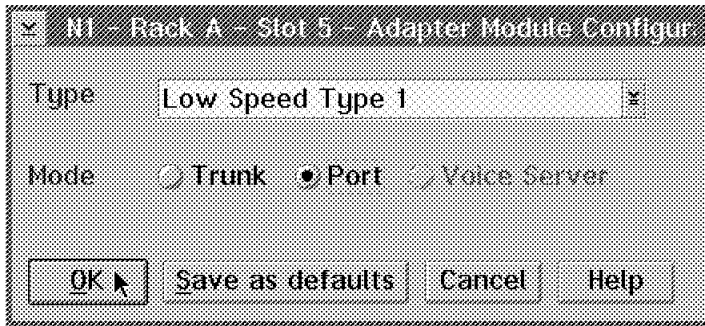 N1 - Rack A - Slot 5 - Adapter Module Configur.
Type Low Speed Type 1
Mode Trunk Port Voice Server
OK Save as defaults Cancel Help